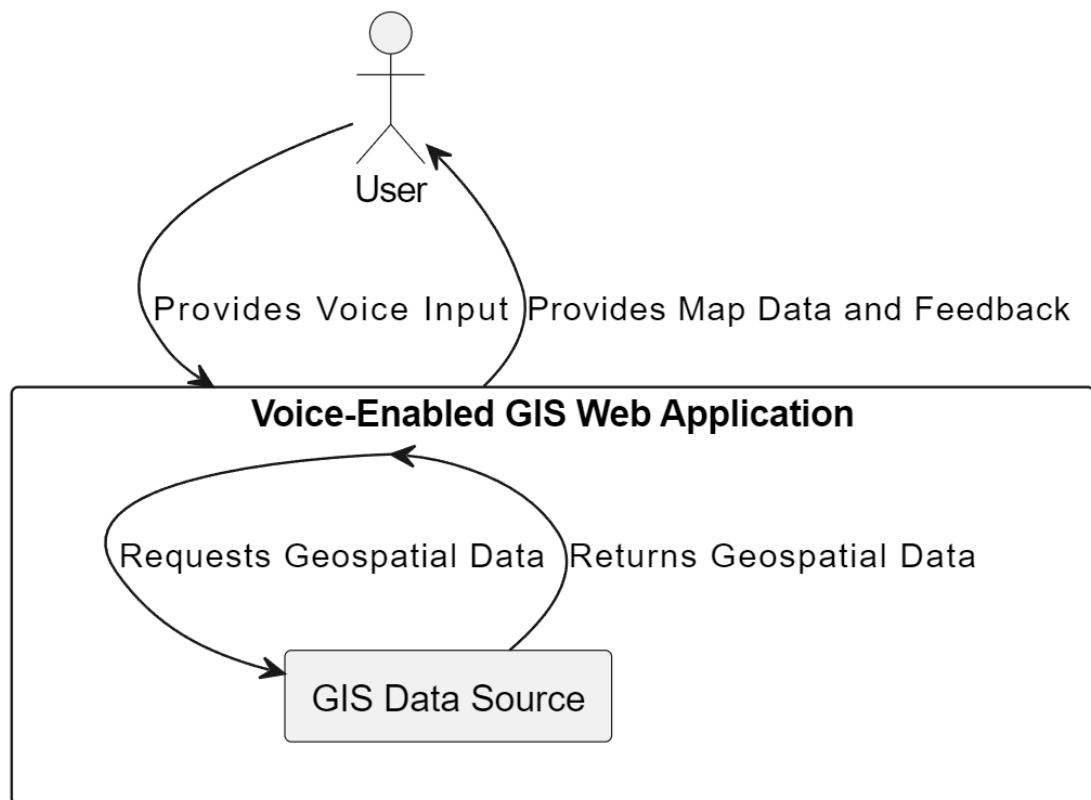 User
Provides Voice Input
Provides Map Data and Feedback
Voice-Enabled GIS Web Application
Requests Geospatial Data
Returns Geospatial Data
GIS Data Source